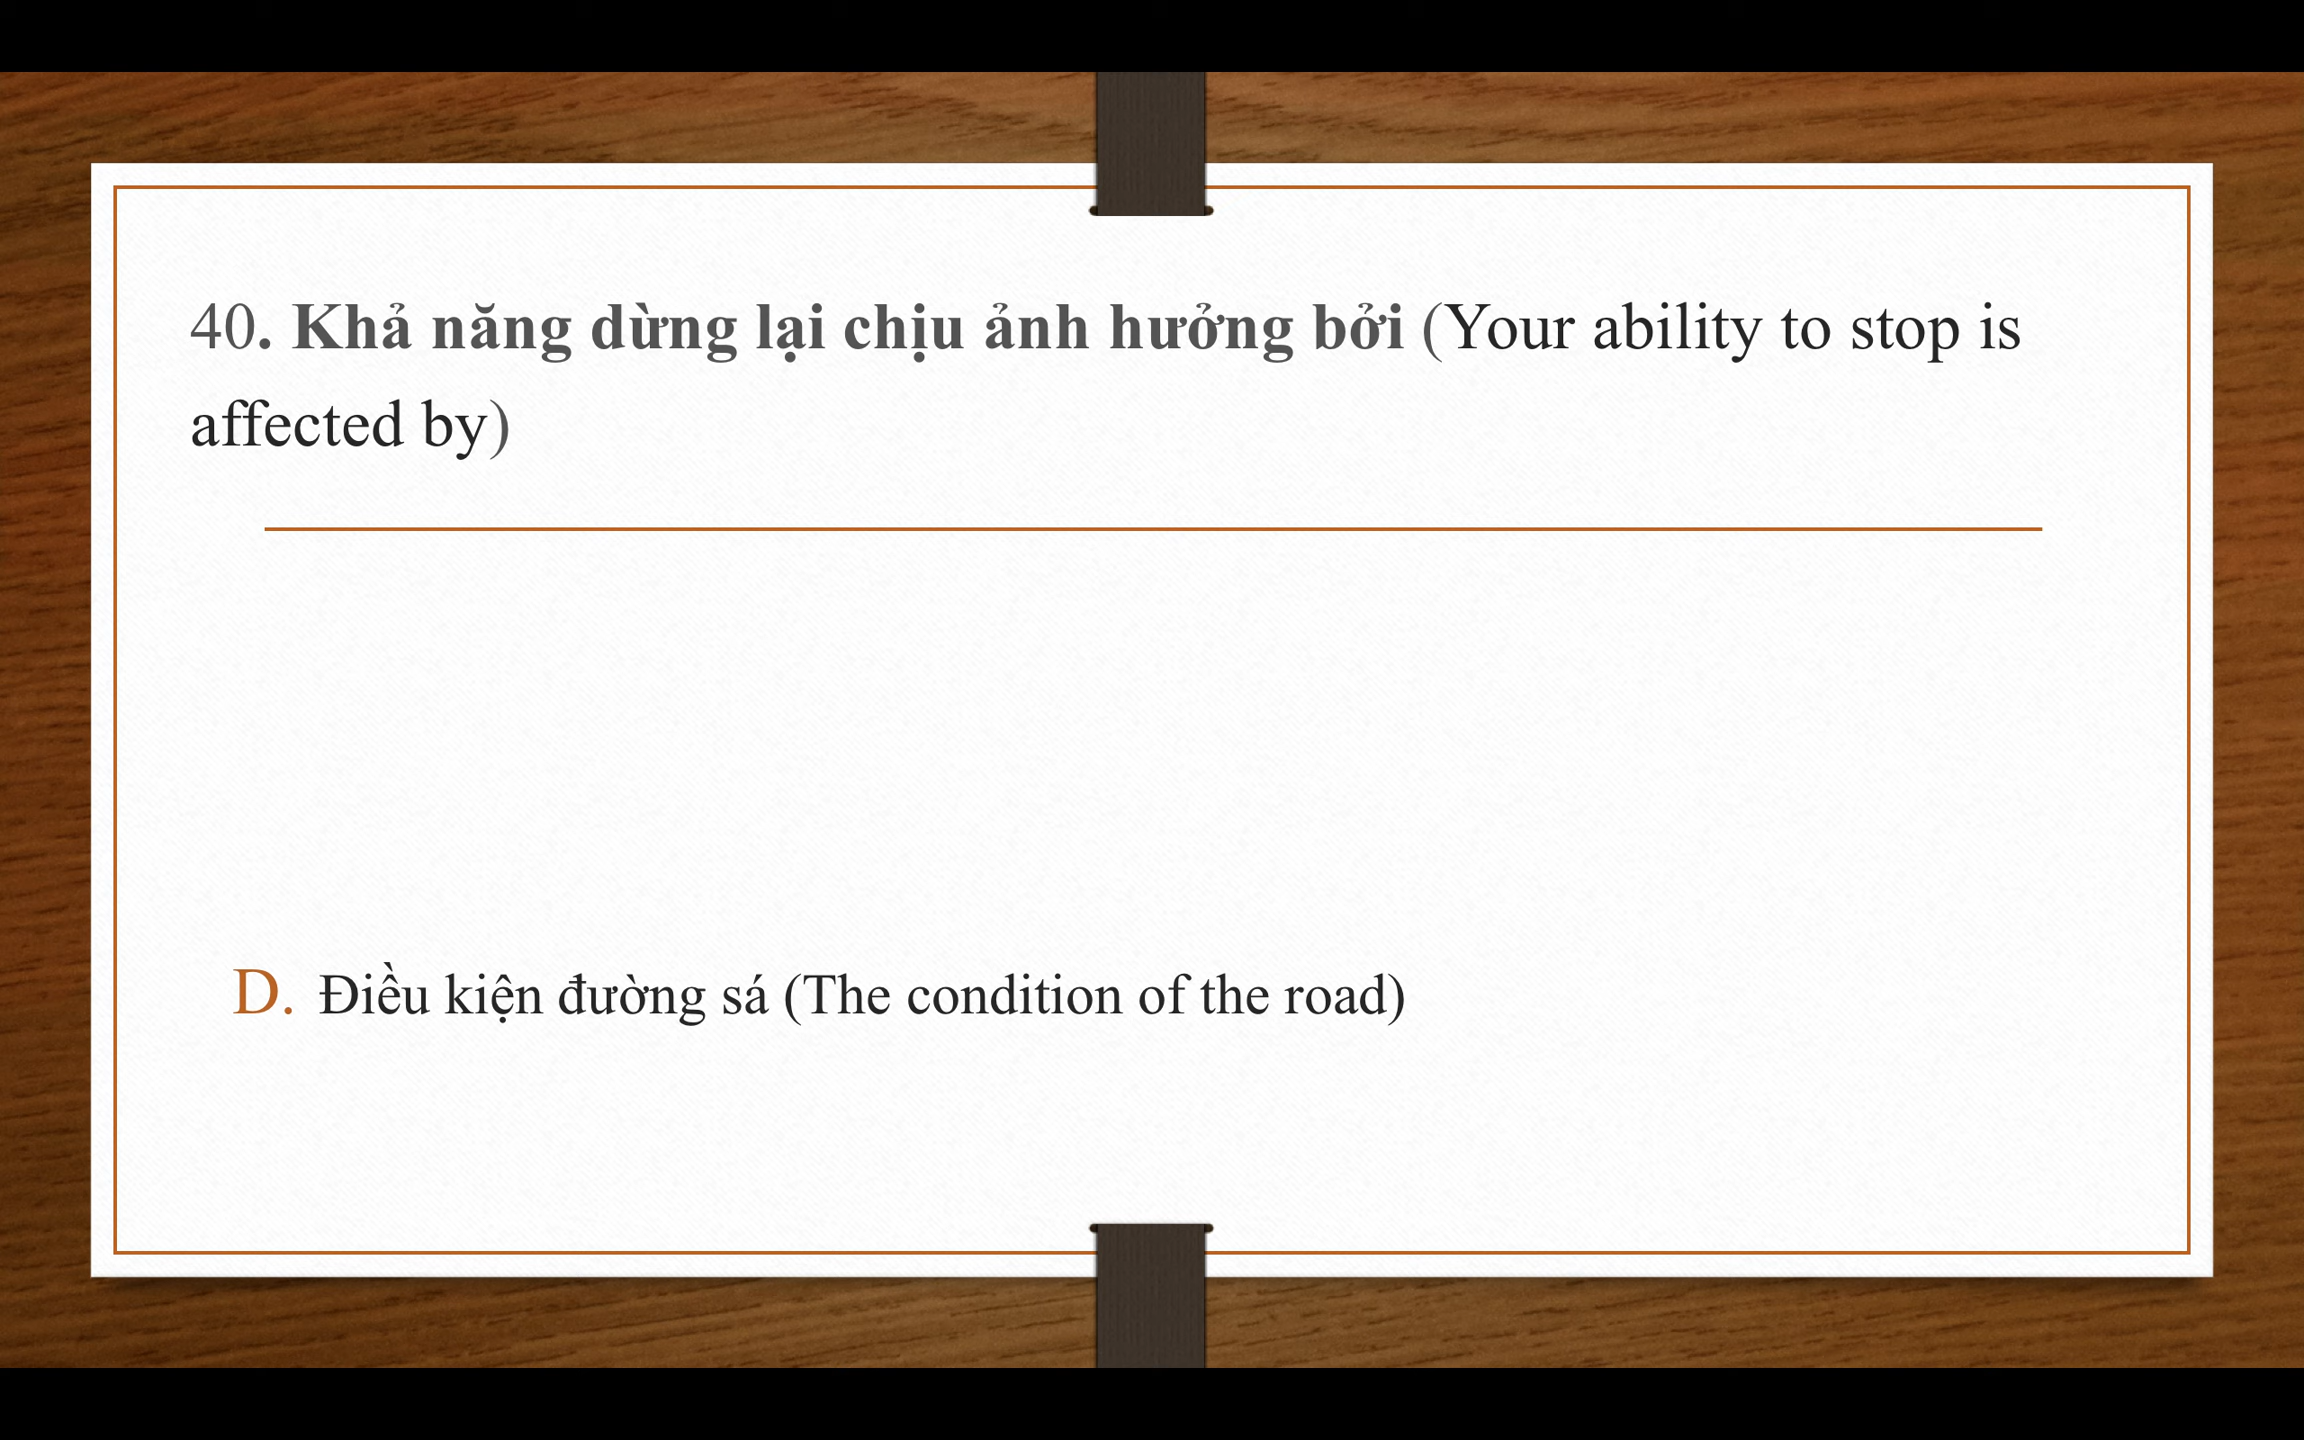 40. Khả năng dừng lại chịu ảnh hưởng bởi (Your ability to stop is
affected by)
D. Điều kiện đường sá (The condition of the road)